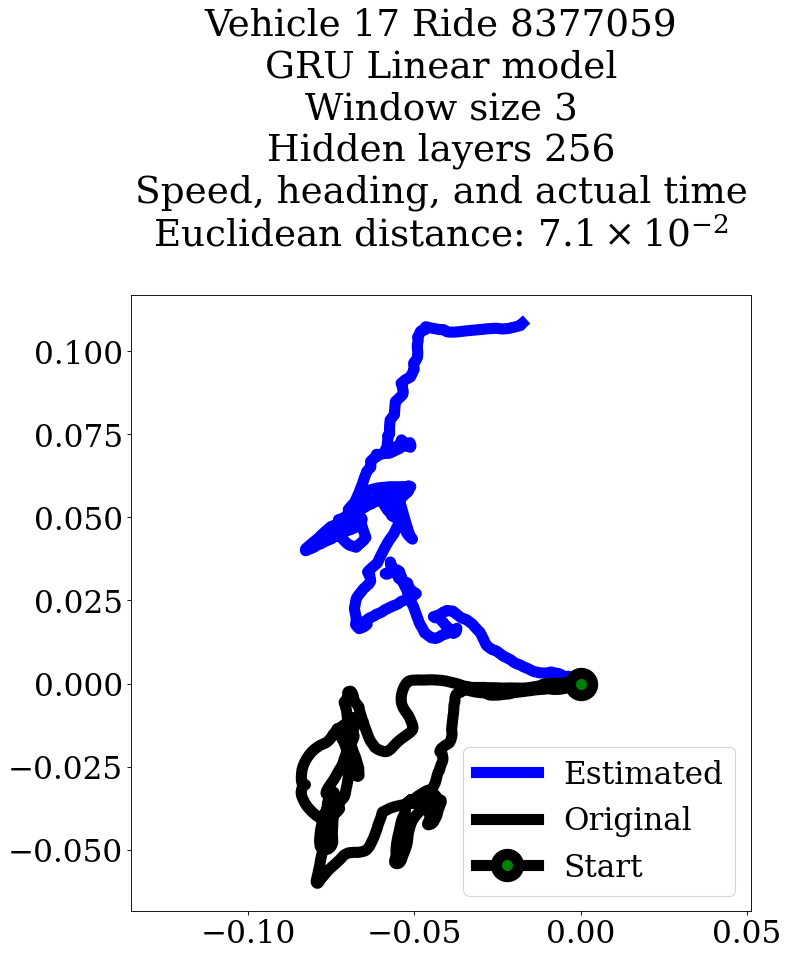 Vehicle 17 Ride 8377059
GRU Linear model
Window size 3
Hidden layers 256
Speed, heading, and actual time
Euclidean distance: 7.1 × 10⁻²
0.100
0.075
0.050
0.025
0.000
−0.025
−0.050
Estimated
Original
Start
−0.10
−0.05
0.00
0.05